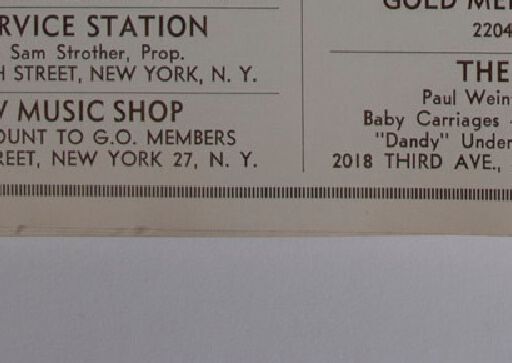 RVICE STATION
Sam Strother, Prop.
H STREET, NEW YORK, N. Y.
V MUSIC SHOP
OUNT TO G.O. MEMBERS
REET, NEW YORK 27, N. Y.
GOLD ME
2204
THE
Paul Wein
Baby Carriages
"Dandy" Under
2018 THIRD AVE.,